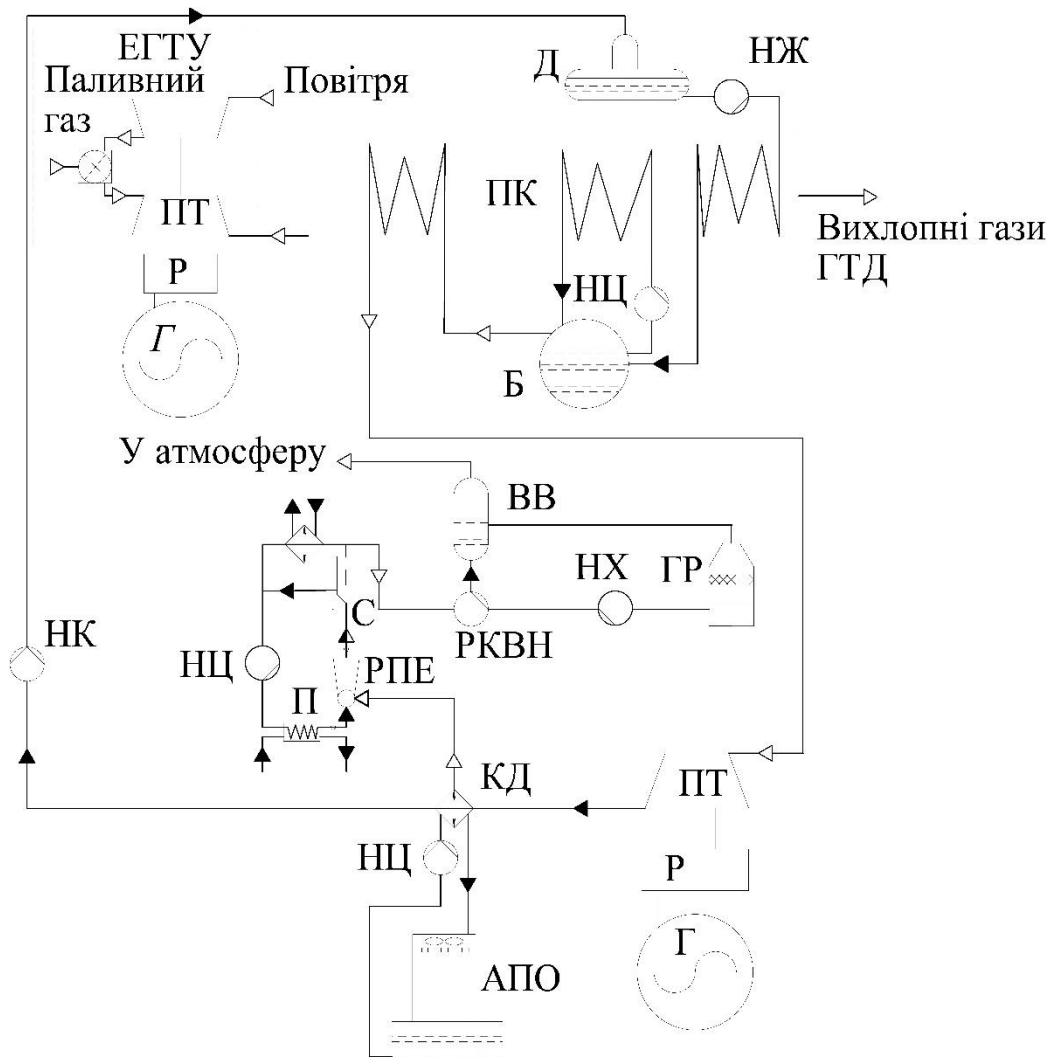 ЕГТУ
Паливний
газ
Повітря
ПТ
Р
Г
Д
НЖ
ПК
НЦ
Б
Вихлопні гази
ГТД
У атмосферу
ВВ
НХ
ГР
С
РКВН
НК
НЦ
РПЕ
П
КД
ПТ
НЦ
Р
АПО
Г